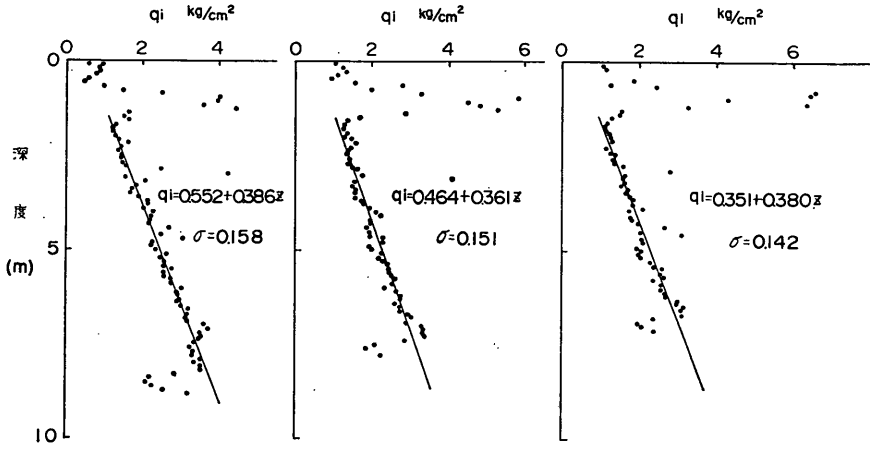 qi kg/cm² qi kg/cm² qi kg/cm²
0 2 4 0 2 4 6 0 2 4 6
0
深
度
(m)
5
10
qi=0.552+0.386z
σ=0.158
qi=0.464+0.361z
σ=0.151
qi=0.351+0.380z
σ=0.142